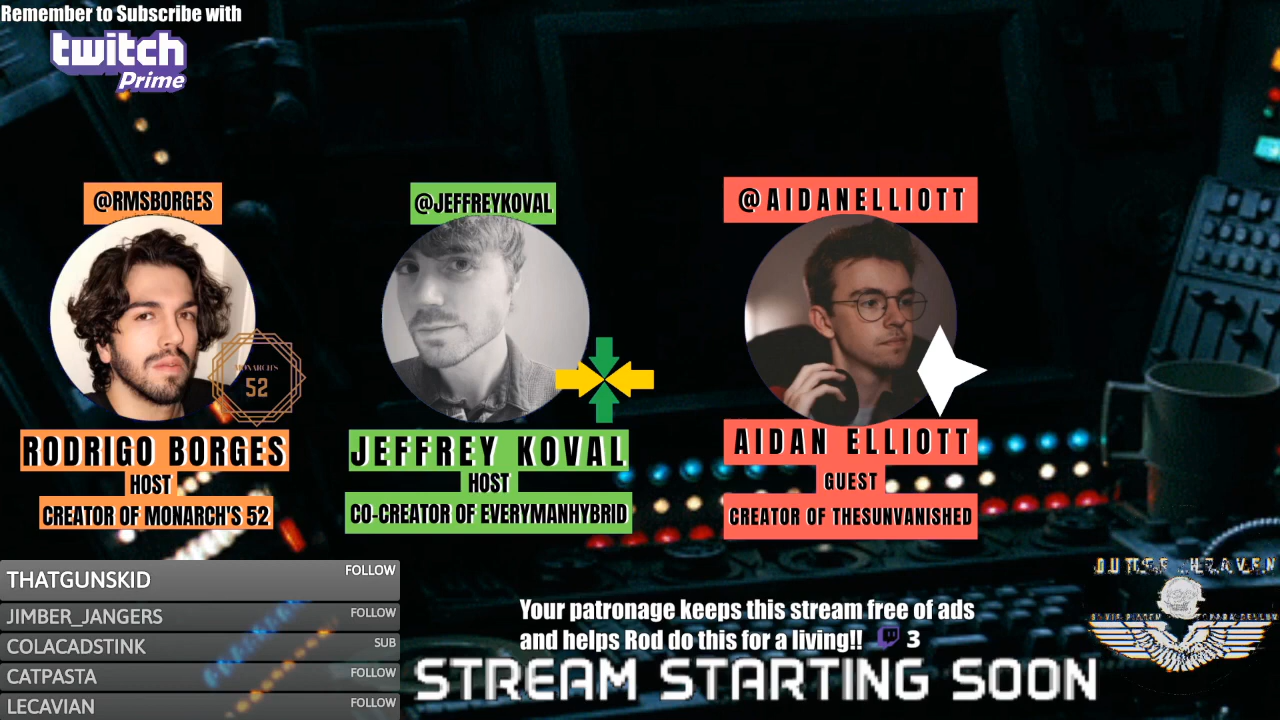 Remember to Subscribe with
twitch
Prime
@RMSBORGES
@JEFFREYKOVAL
@AIDANELLIOTT
MONARCH'S
52
RODRIGO BORGES
HOST
CREATOR OF MONARCH'S 52
JEFFREY KOVAL
HOST
CO-CREATOR OF EVERYMANHYBRID
AIDAN ELLIOTT
GUEST
CREATOR OF THESUNVANISHED
THATGUNSKID FOLLOW
JIMBER_JANGERS FOLLOW
COLACADSTINK SUB
CATPASTA FOLLOW
LECAVIAN FOLLOW
Your patronage keeps this stream free of ads
and helps Rod do this for a living!! 3
STREAM STARTING SOON
HEAVEN